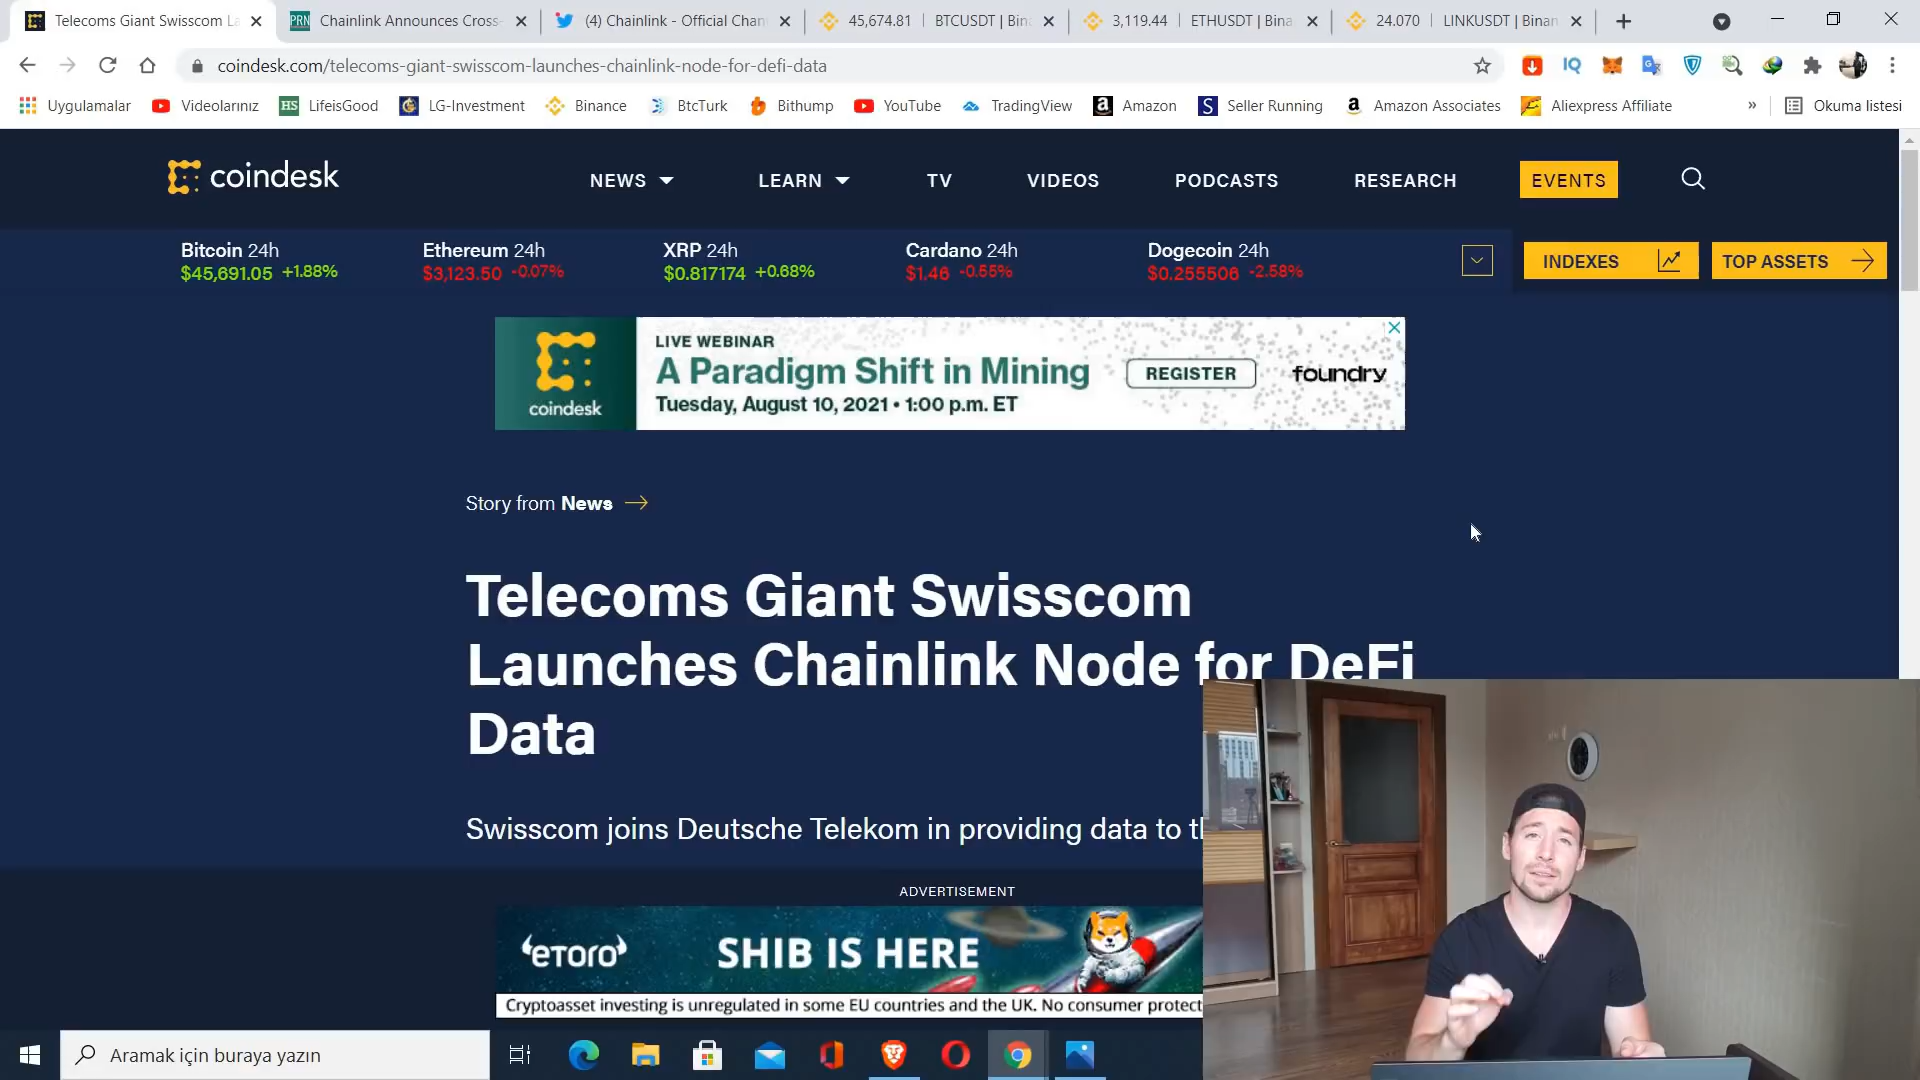 Telecoms Giant Swisscom La
Chainlink Announces Cross-
(4) Chainlink - Official Chan
45,674.81 | BTCUSDT | Bin
3,119.44 | ETHUSDT | Bina
24.070 | LINKUSDT | Binan
coindesk.com/telecoms-giant-swisscom-launches-chainlink-node-for-defi-data
Uygulamalar
Videolarınız
LifeisGood
LG-Investment
Binance
BtcTurk
Bithump
YouTube
TradingView
Amazon
Seller Running
Amazon Associates
Aliexpress Affiliate
»
Okuma listesi
coindesk
NEWS
LEARN
TV
VIDEOS
PODCASTS
RESEARCH
EVENTS
Bitcoin 24h
$45,691.05 +1.88%
Ethereum 24h
$3,123.50 -0.07%
XRP 24h
$0.817174 +0.68%
Cardano 24h
$1.46 -0.55%
Dogecoin 24h
$0.255506 -2.58%
INDEXES
TOP ASSETS
coindesk
LIVE WEBINAR
A Paradigm Shift in Mining
Tuesday, August 10, 2021 • 1:00 p.m. ET
REGISTER
foundry
Story from News
Telecoms Giant Swisscom
Launches Chainlink Node for DeFi
Data
Swisscom joins Deutsche Telekom in providing data to th
ADVERTISEMENT
eToro
SHIB IS HERE
Cryptoasset investing is unregulated in some EU countries and the UK. No consumer protect
Aramak için buraya yazın